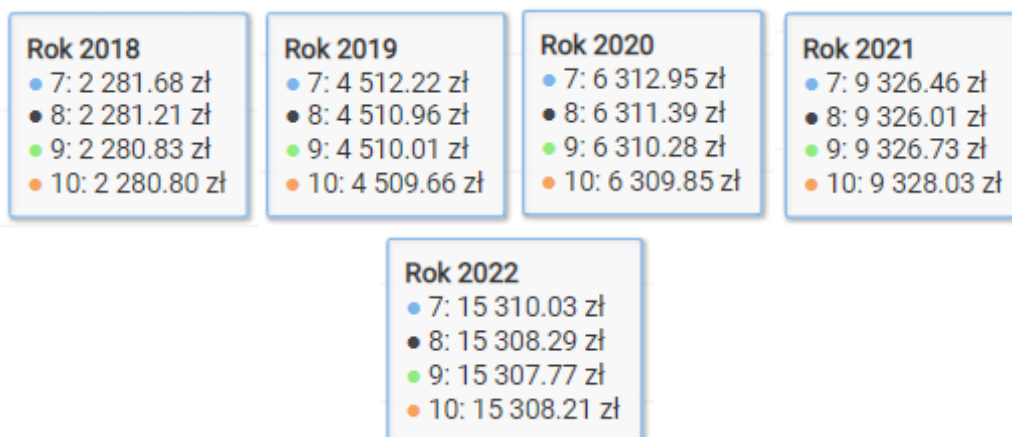 Rok 2018
7: 2 281.68 zł
8: 2 281.21 zł
9: 2 280.83 zł
10: 2 280.80 zł
Rok 2019
7: 4 512.22 zł
8: 4 510.96 zł
9: 4 510.01 zł
10: 4 509.66 zł
Rok 2020
7: 6 312.95 zł
8: 6 311.39 zł
9: 6 310.28 zł
10: 6 309.85 zł
Rok 2021
7: 9 326.46 zł
8: 9 326.01 zł
9: 9 326.73 zł
10: 9 328.03 zł
Rok 2022
7: 15 310.03 zł
8: 15 308.29 zł
9: 15 307.77 zł
10: 15 308.21 zł